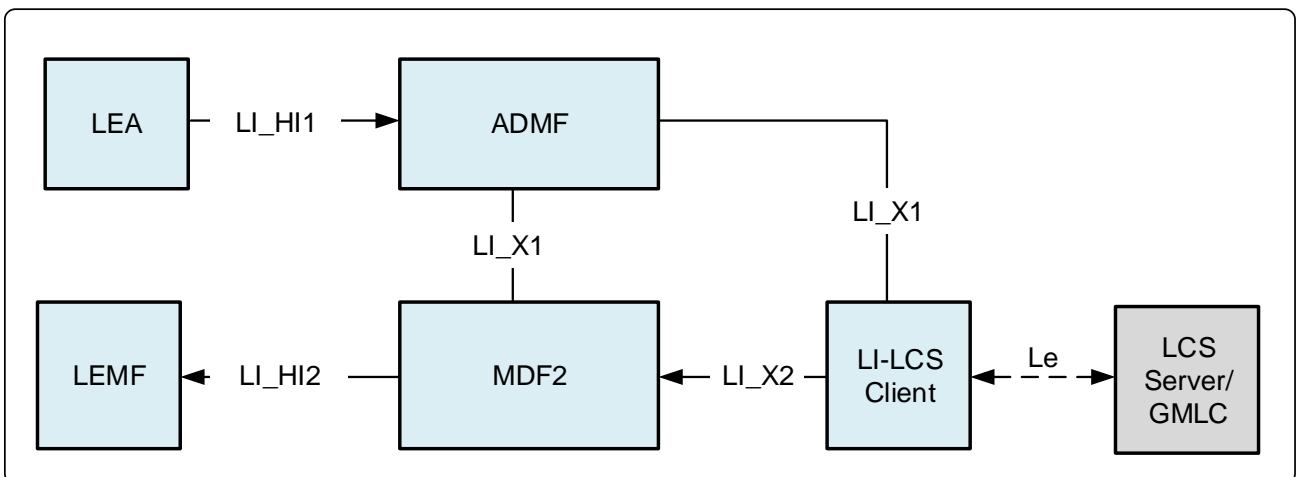 LEA
LI_HI1
ADMF
LI_X1
LI_X1
LEMF
LI_HI2
MDF2
LI_X2
LI-LCS
Client
Le
LCS
Server/
GMLC